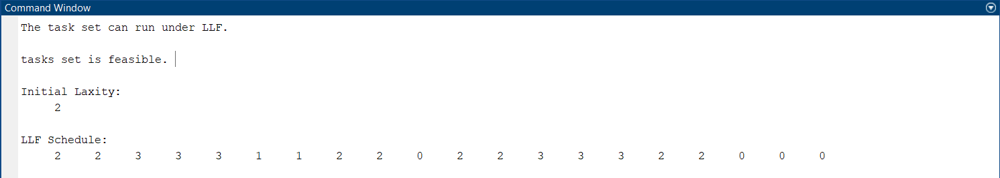 Command Window
The task set can run under LLF.
tasks set is feasible.
Initial Laxity:
2
LLF Schedule:
2 2 3 3 3 1 1 2 2 0 2 2 3 3 3 2 2 0 0 0